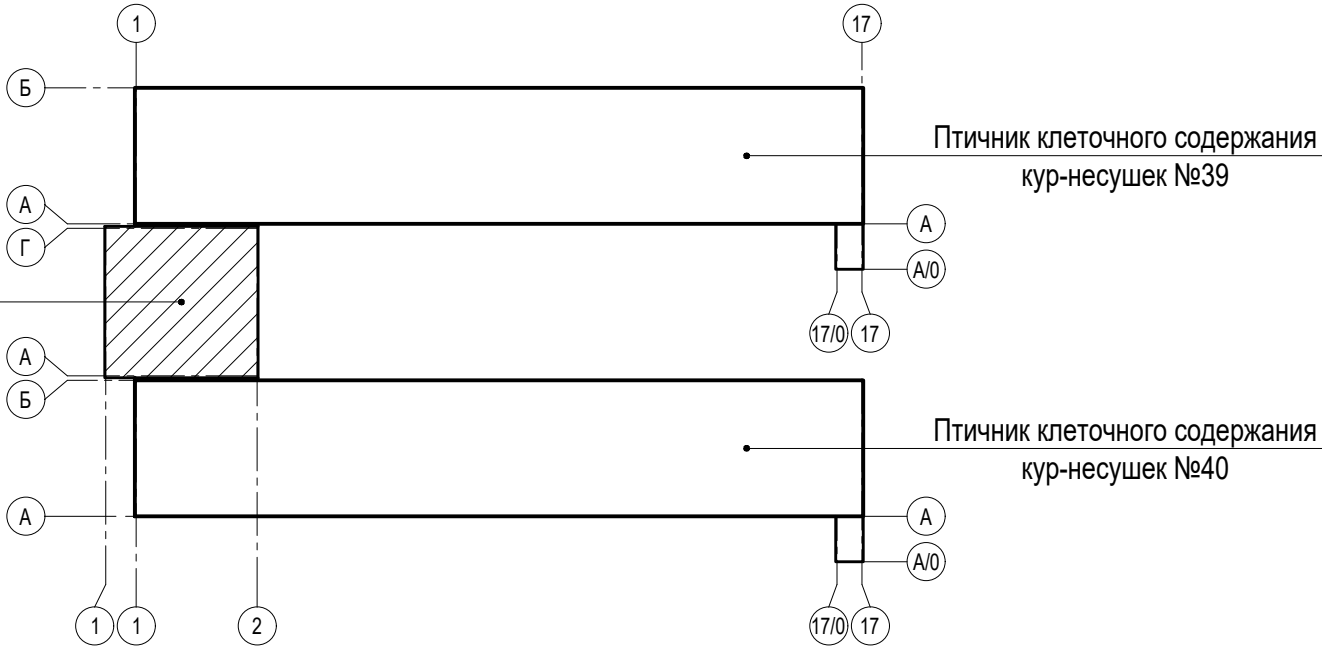 1
17
Б
Птичник клеточного содержания
кур-несушек №39
А
А
Г
А/0
17/0
17
А
Б
Птичник клеточного содержания
кур-несушек №40
А
А
А/0
1
1
2
17/0
17